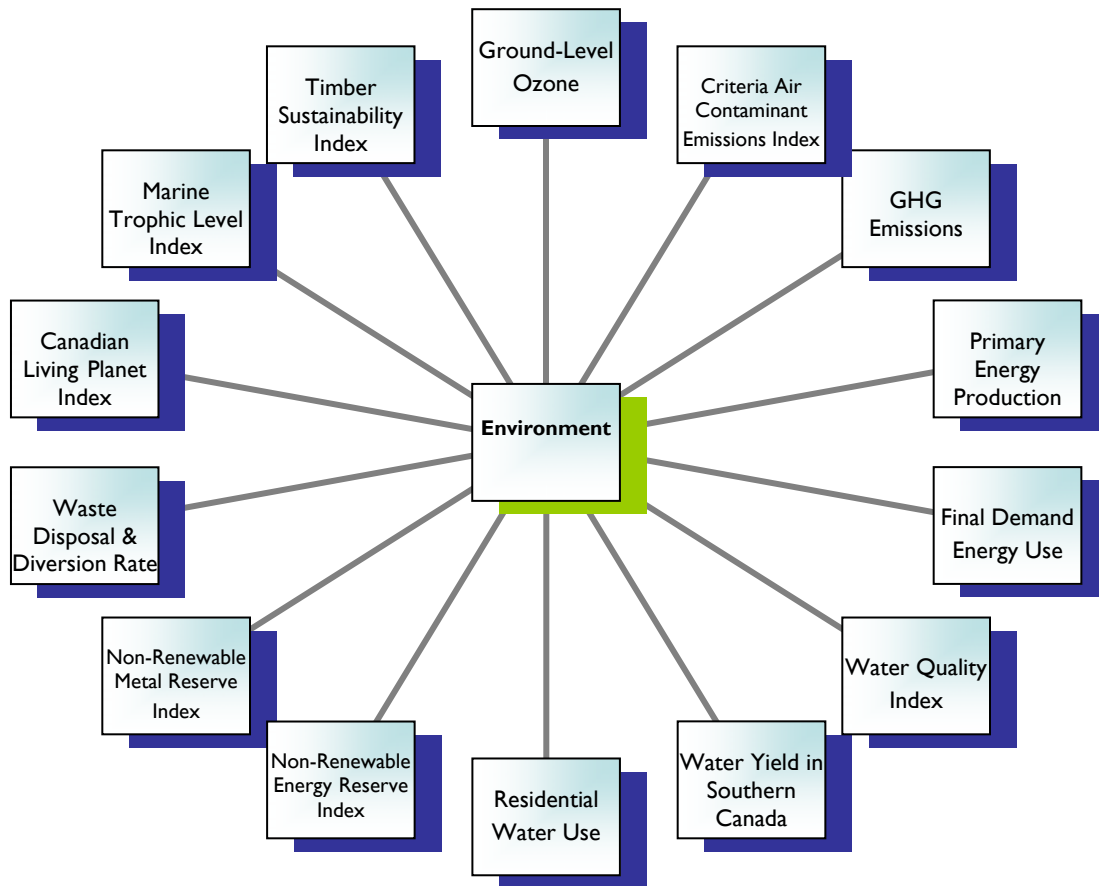 Ground-Level
Ozone
Criteria Air
Contaminant
Emissions Index
GHG
Emissions
Primary
Energy
Production
Final Demand
Energy Use
Water Quality
Index
Water Yield in
Southern
Canada
Residential
Water Use
Non-Renewable
Energy Reserve
Index
Non-Renewable
Metal Reserve
Index
Waste
Disposal &
Diversion Rate
Canadian
Living Planet
Index
Marine
Trophic Level
Index
Timber
Sustainability
Index
Environment